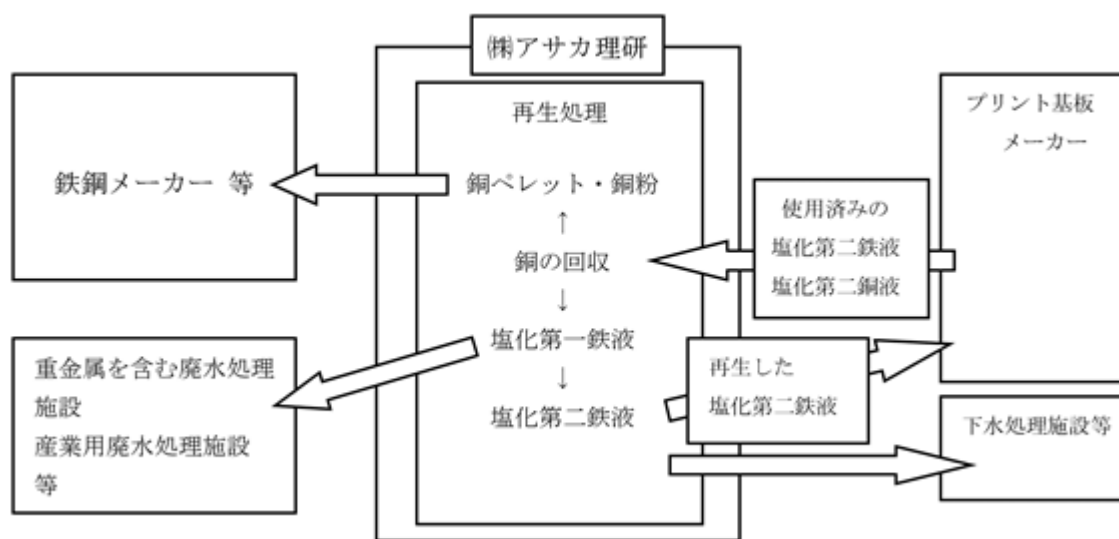 ㈱アサカ理研
鉄鋼メーカー 等
重金属を含む廃水処理
施設
産業用廃水処理施設
等
再生処理
銅ペレット・銅粉
↑
銅の回収
↓
塩化第一鉄液
↓
塩化第二鉄液
使用済みの
塩化第二鉄液
塩化第二銅液
再生した
塩化第二鉄液
プリント基板
メーカー
下水処理施設等